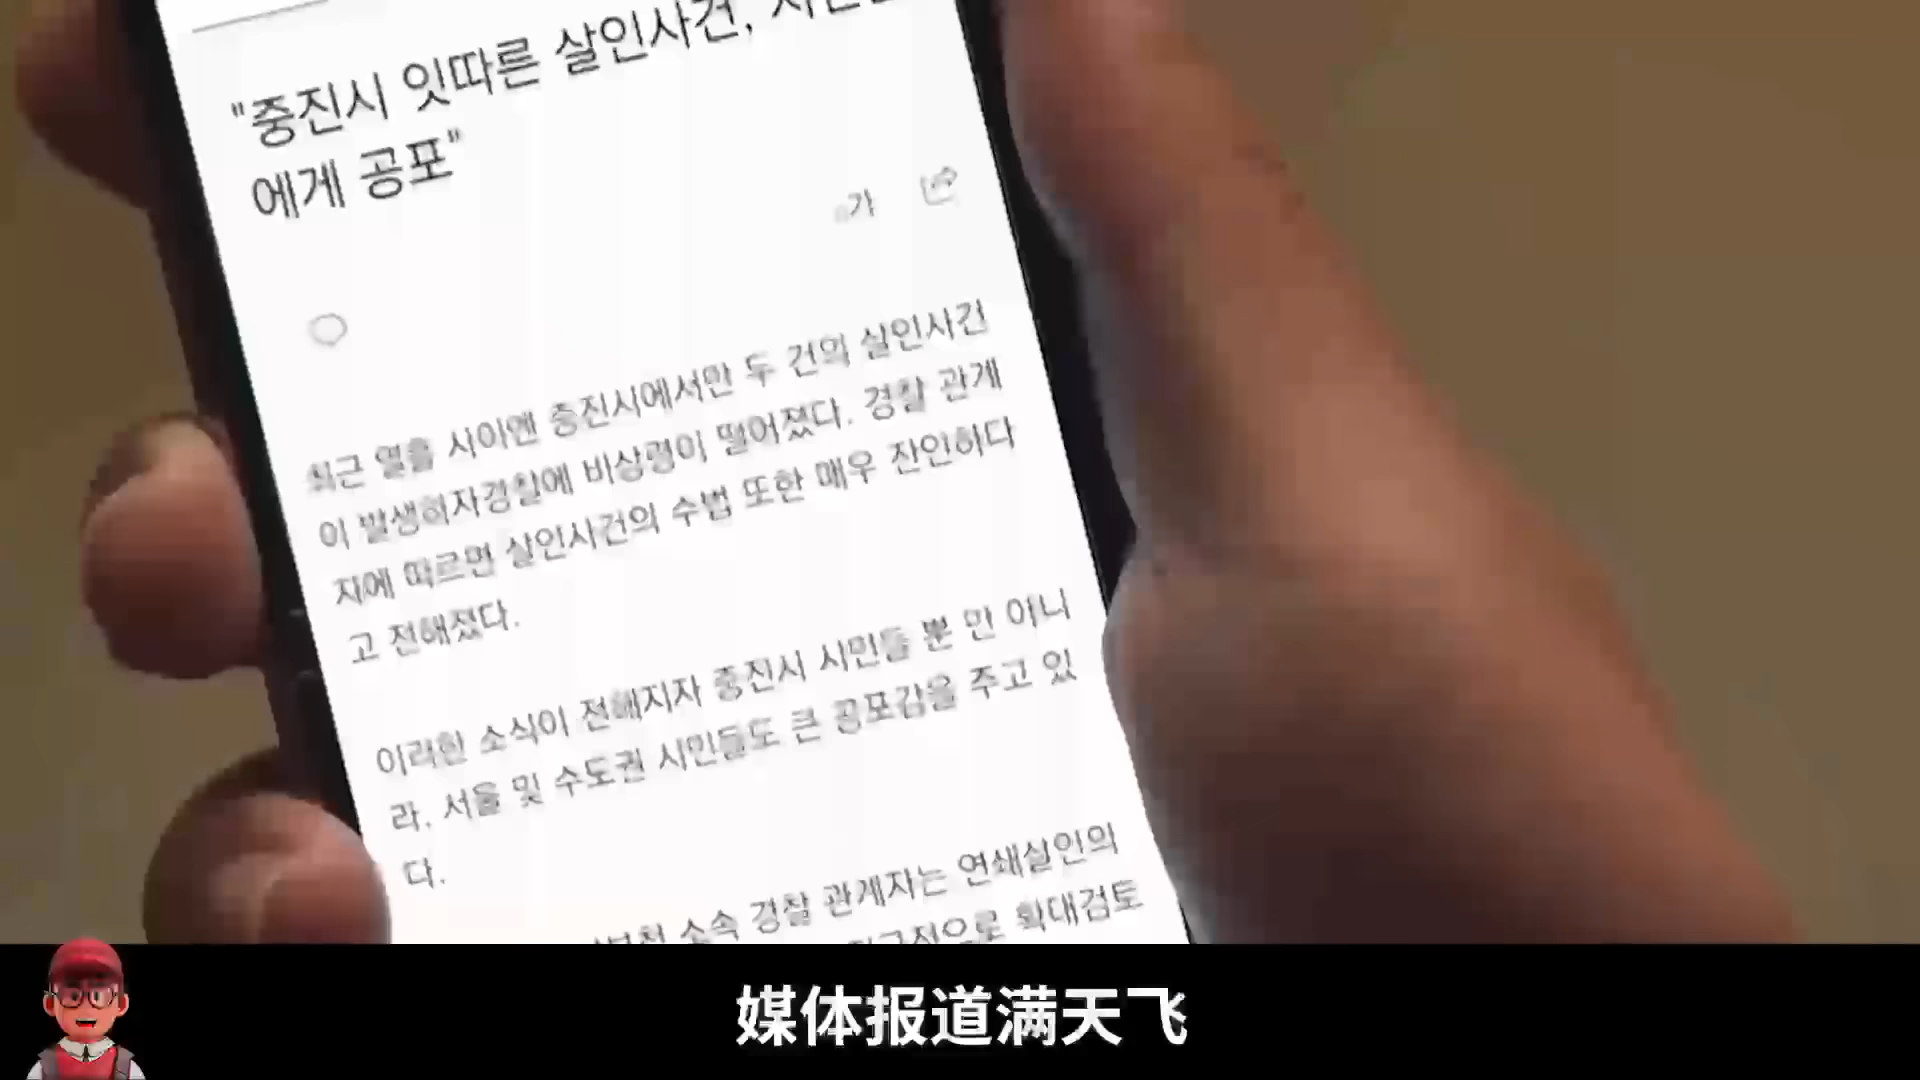 "중진시 잇따른 살인사건,
에게 공포"
가
최근 열흘 사이엔 중진시에서만 두 건의 살인사건
이 발생하자경찰에 비상령이 떨어졌다. 경찰 관계
자에 따르면 살인사건의 수법 또한 매우 잔인하다
고 전해졌다.
이러한 소식이 전해지자 중진시 시민들 뿐 만 아니
라. 서울 및 수도권 시민들도 큰 공포감을 주고 있
다.
소속 경찰 관계자는 연쇄살인의
확대검토
媒体报道满天飞